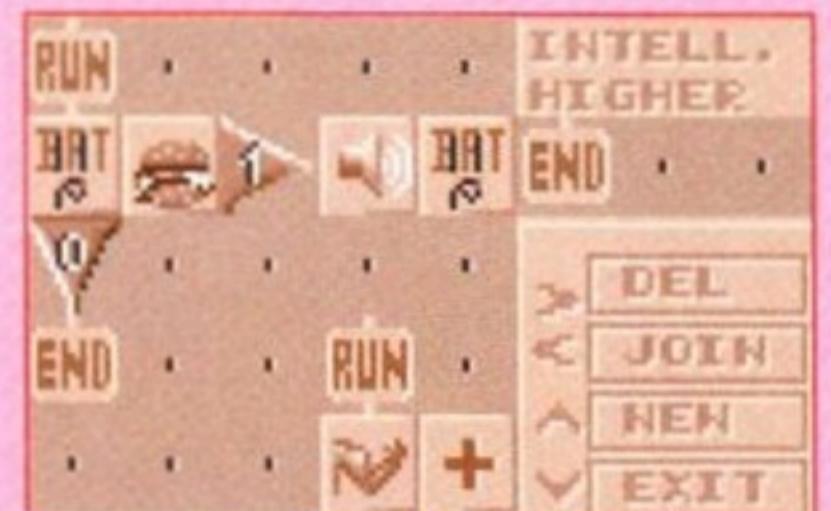 RUN
INTELL.
HIGHER
BAT
1
BAT
END
0
DEL
JOIN
END
RUN
NEW
+
EXIT